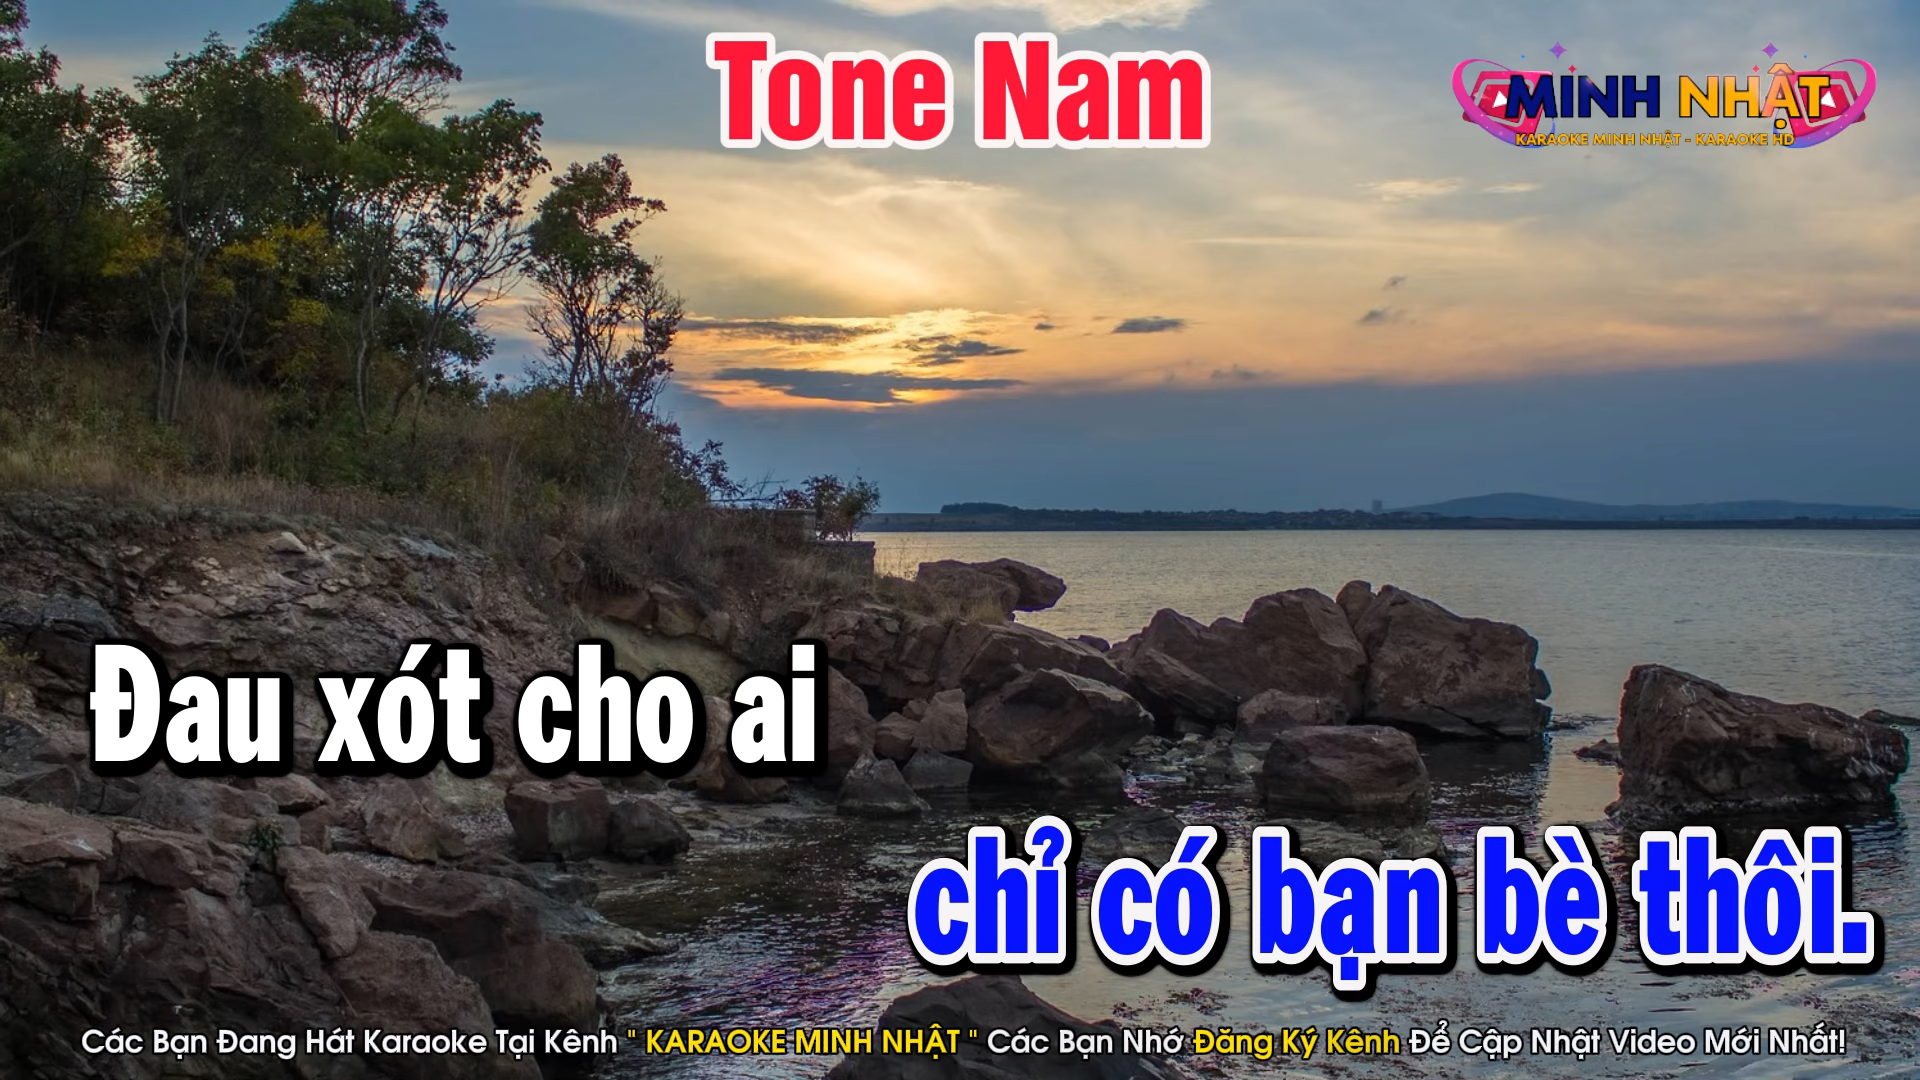 Tone Nam
MINH NHẬT
KARAOKE MINH NHẬT - KARAOKE HD
Đau xót cho ai
chỉ có bạn bè thôi.
Các Bạn Đang Hát Karaoke Tại Kênh " KARAOKE MINH NHẬT " Các Bạn Nhớ Đăng Ký Kênh Để Cập Nhật Video Mới Nhất!